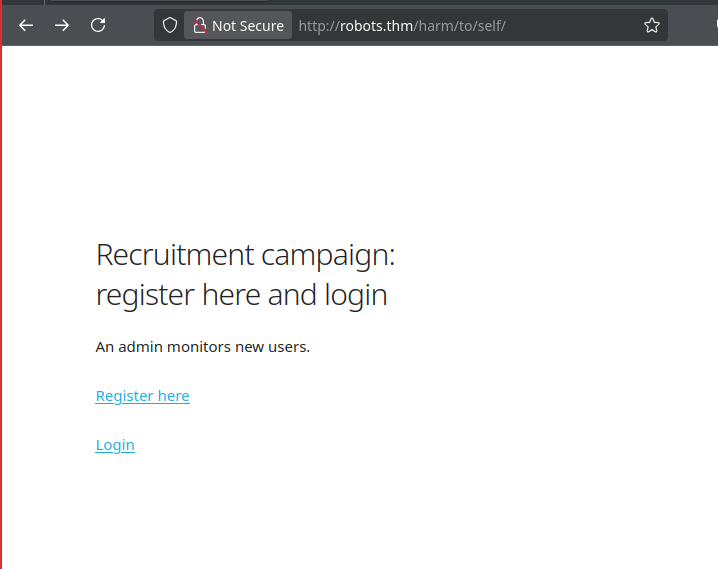 Not Secure http://robots.thm/harm/to/self/
Recruitment campaign:
register here and login
An admin monitors new users.
Register here
Login